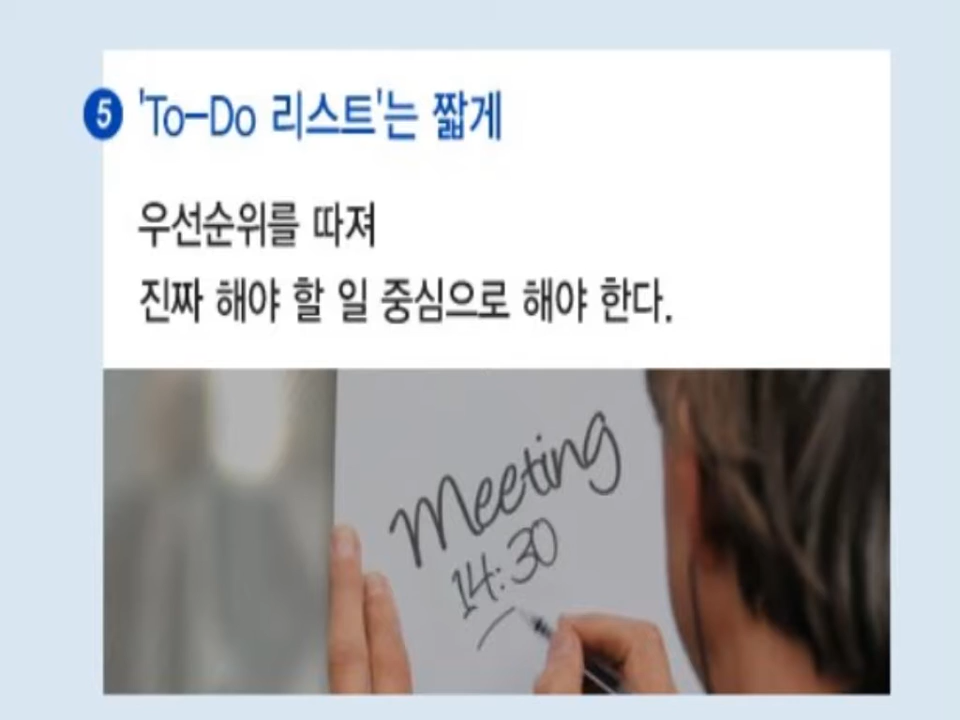 5 'To-Do 리스트'는 짧게
우선순위를 따져
진짜 해야 할 일 중심으로 해야 한다.
Meeting
14:30